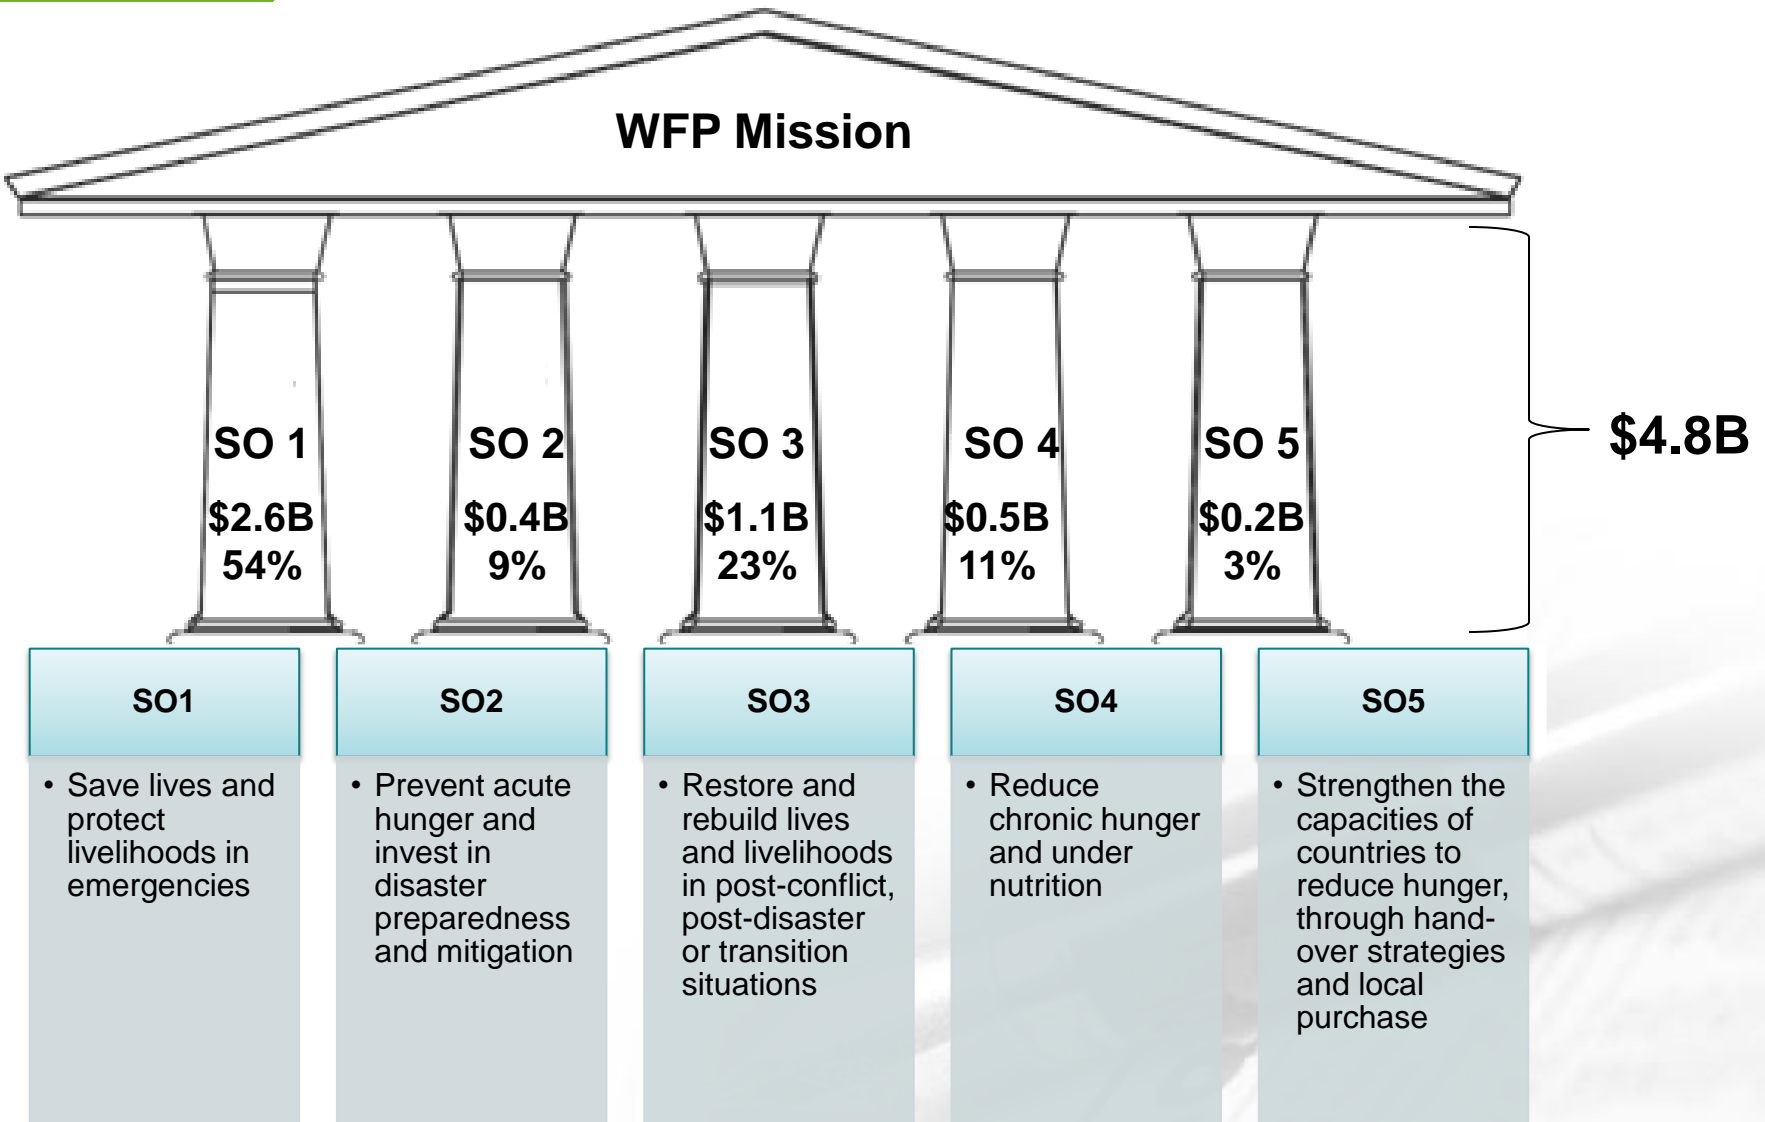 WFP Mission
SO 1
$2.6B
54%
SO 2
$0.4B
9%
SO 3
$1.1B
23%
SO 4
$0.5B
11%
SO 5
$0.2B
3%
$4.8B
SO1
• Save lives and
protect
livelihoods in
emergencies
SO2
• Prevent acute
hunger and
invest in
disaster
preparedness
and mitigation
SO3
• Restore and
rebuild lives
and livelihoods
in post-conflict,
post-disaster
or transition
situations
SO4
• Reduce
chronic hunger
and under
nutrition
SO5
• Strengthen the
capacities of
countries to
reduce hunger,
through hand-
over strategies
and local
purchase